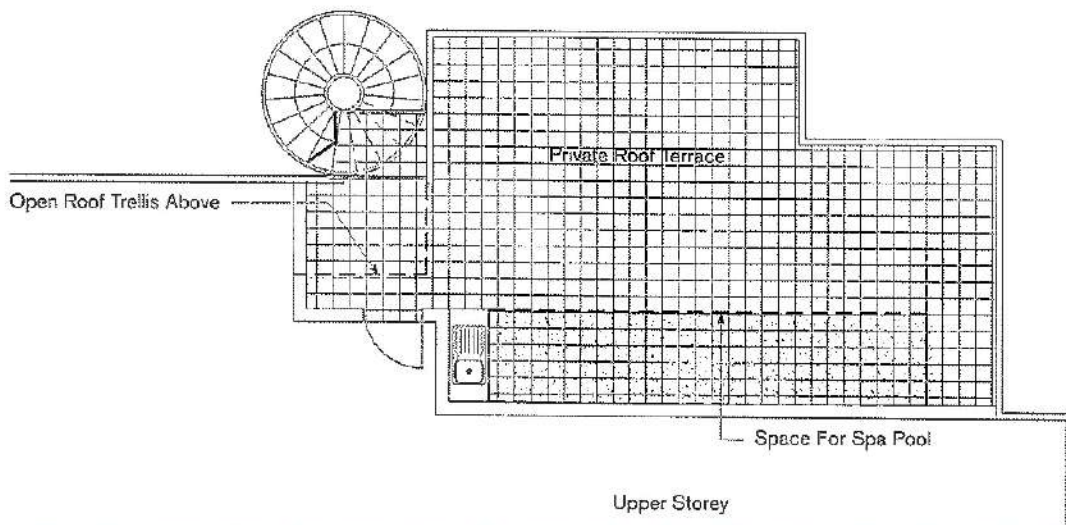 Private Roof Terrace
Open Roof Trellis Above
Space For Spa Pool
Upper Storey